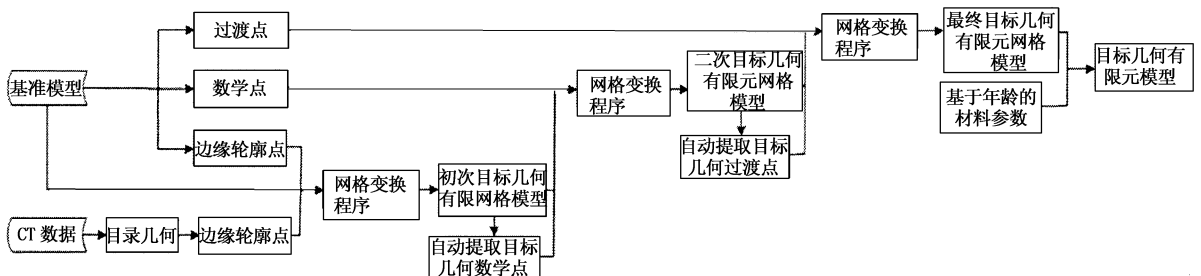 过渡点
基准模型
数学点
边缘轮廓点
CT 数据
目录几何
边缘轮廓点
网格变换
程序
初次目标几何
有限网格模型
自动提取目标
几何数学点
网格变换
程序
二次目标几何
有限元网格
模型
自动提取目标
几何过渡点
网格变换
程序
最终目标几何
有限元网格
模型
基于年龄的
材料参数
目标几何有
限元模型